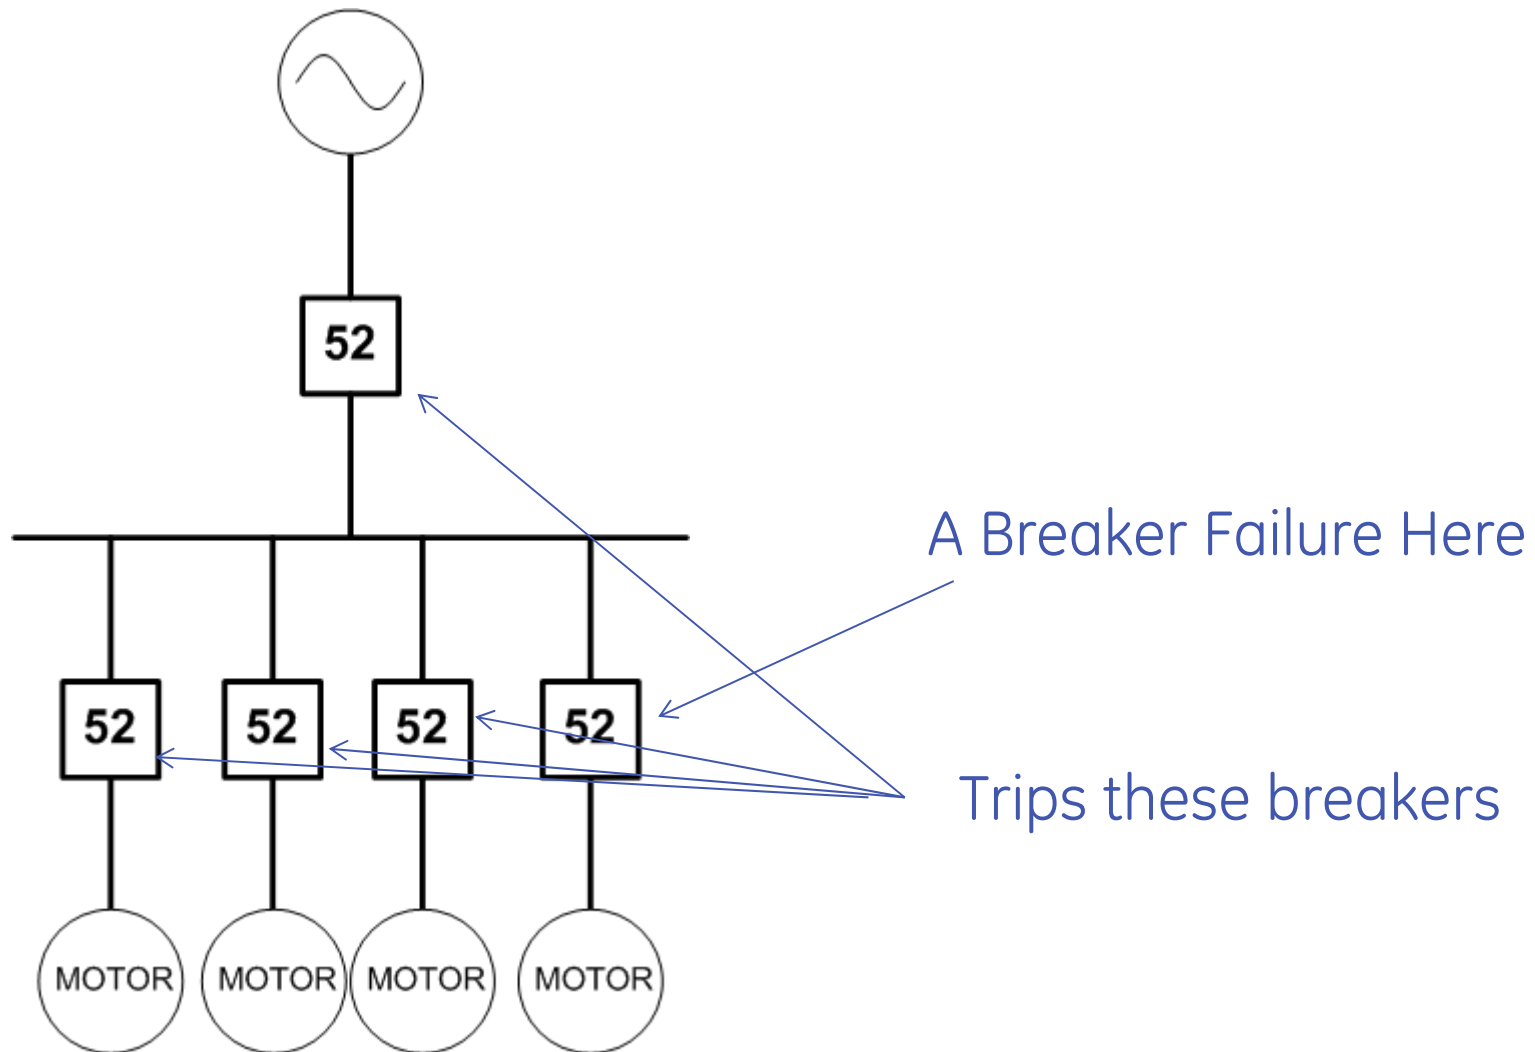 52
A Breaker Failure Here
52 52 52 52
Trips these breakers
MOTOR MOTOR MOTOR MOTOR